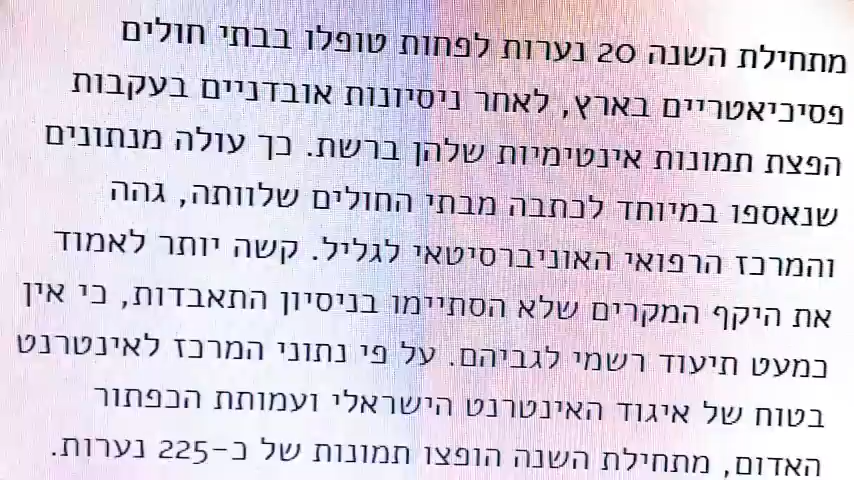 מתחילת השנה 20 נערות לפחות טופלו בבתי חולים
פסיכיאטריים בארץ, לאחר ניסיונות אובדניים בעקבות
הפצת תמונות אינטימיות שלהן ברשת. כך עולה מנתונים
שנאספו במיוחד לכתבה מבתי החולים שלוותה, גהה
והמרכז הרפואי האוניברסיטאי לגליל. קשה יותר לאמוד
את היקף המקרים שלא הסתיימו בניסיון התאבדות, כי אין
כמעט תיעוד רשמי לגביהם. על פי נתוני המרכז לאינטרנט
בטוח של איגוד האינטרנט הישראלי ועמותת הכפתור
האדום, מתחילת השנה הופצו תמונות של כ-225 נערות.